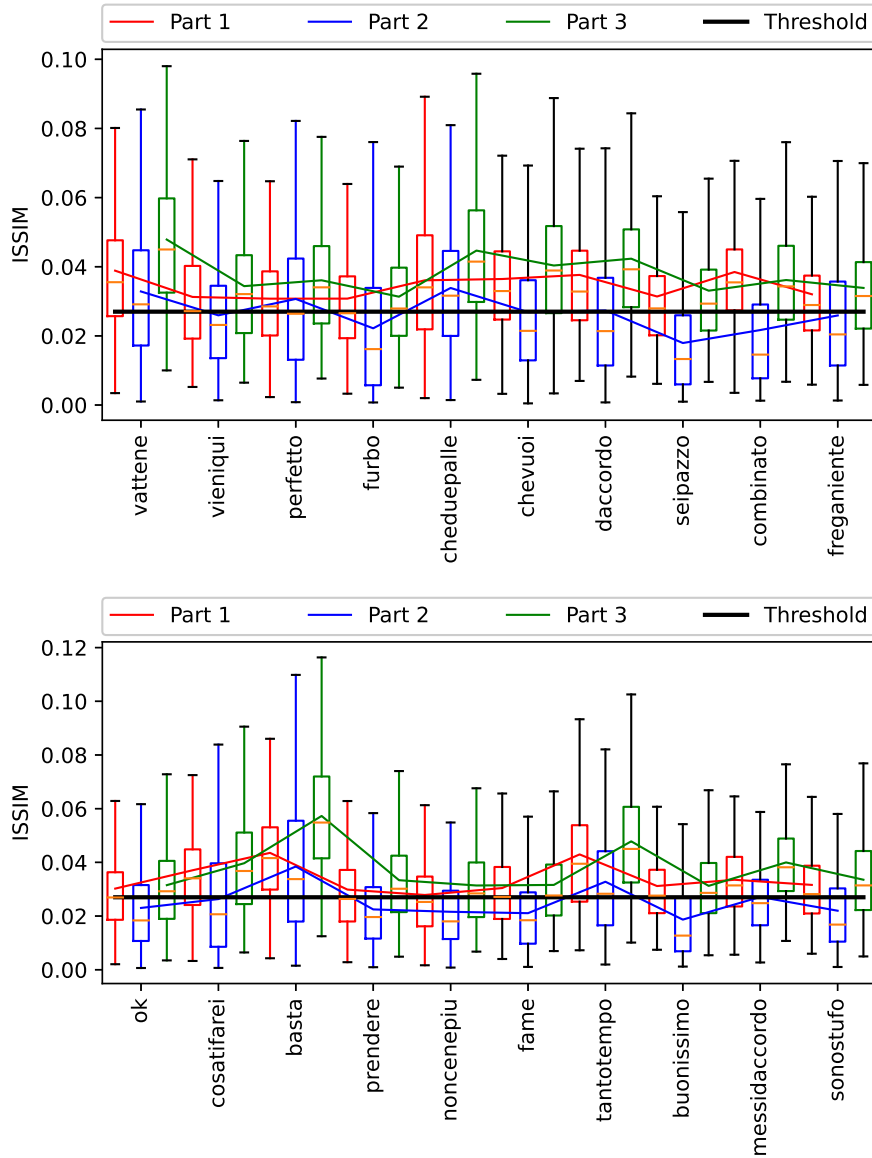 Part 1 Part 2 Part 3 Threshold
0.10
0.08
0.06
0.04
0.02
0.00
ISSIM
vattene vieniqui perfetto furbo cheduepalle chevuoi daccordo seipazzo combinato freganiente
Part 1 Part 2 Part 3 Threshold
0.12
0.10
0.08
0.06
0.04
0.02
0.00
ISSIM
ok cosatifarei basta prendere noncenepiu fame tantotempo buonissimo messidaccordo sonostufo